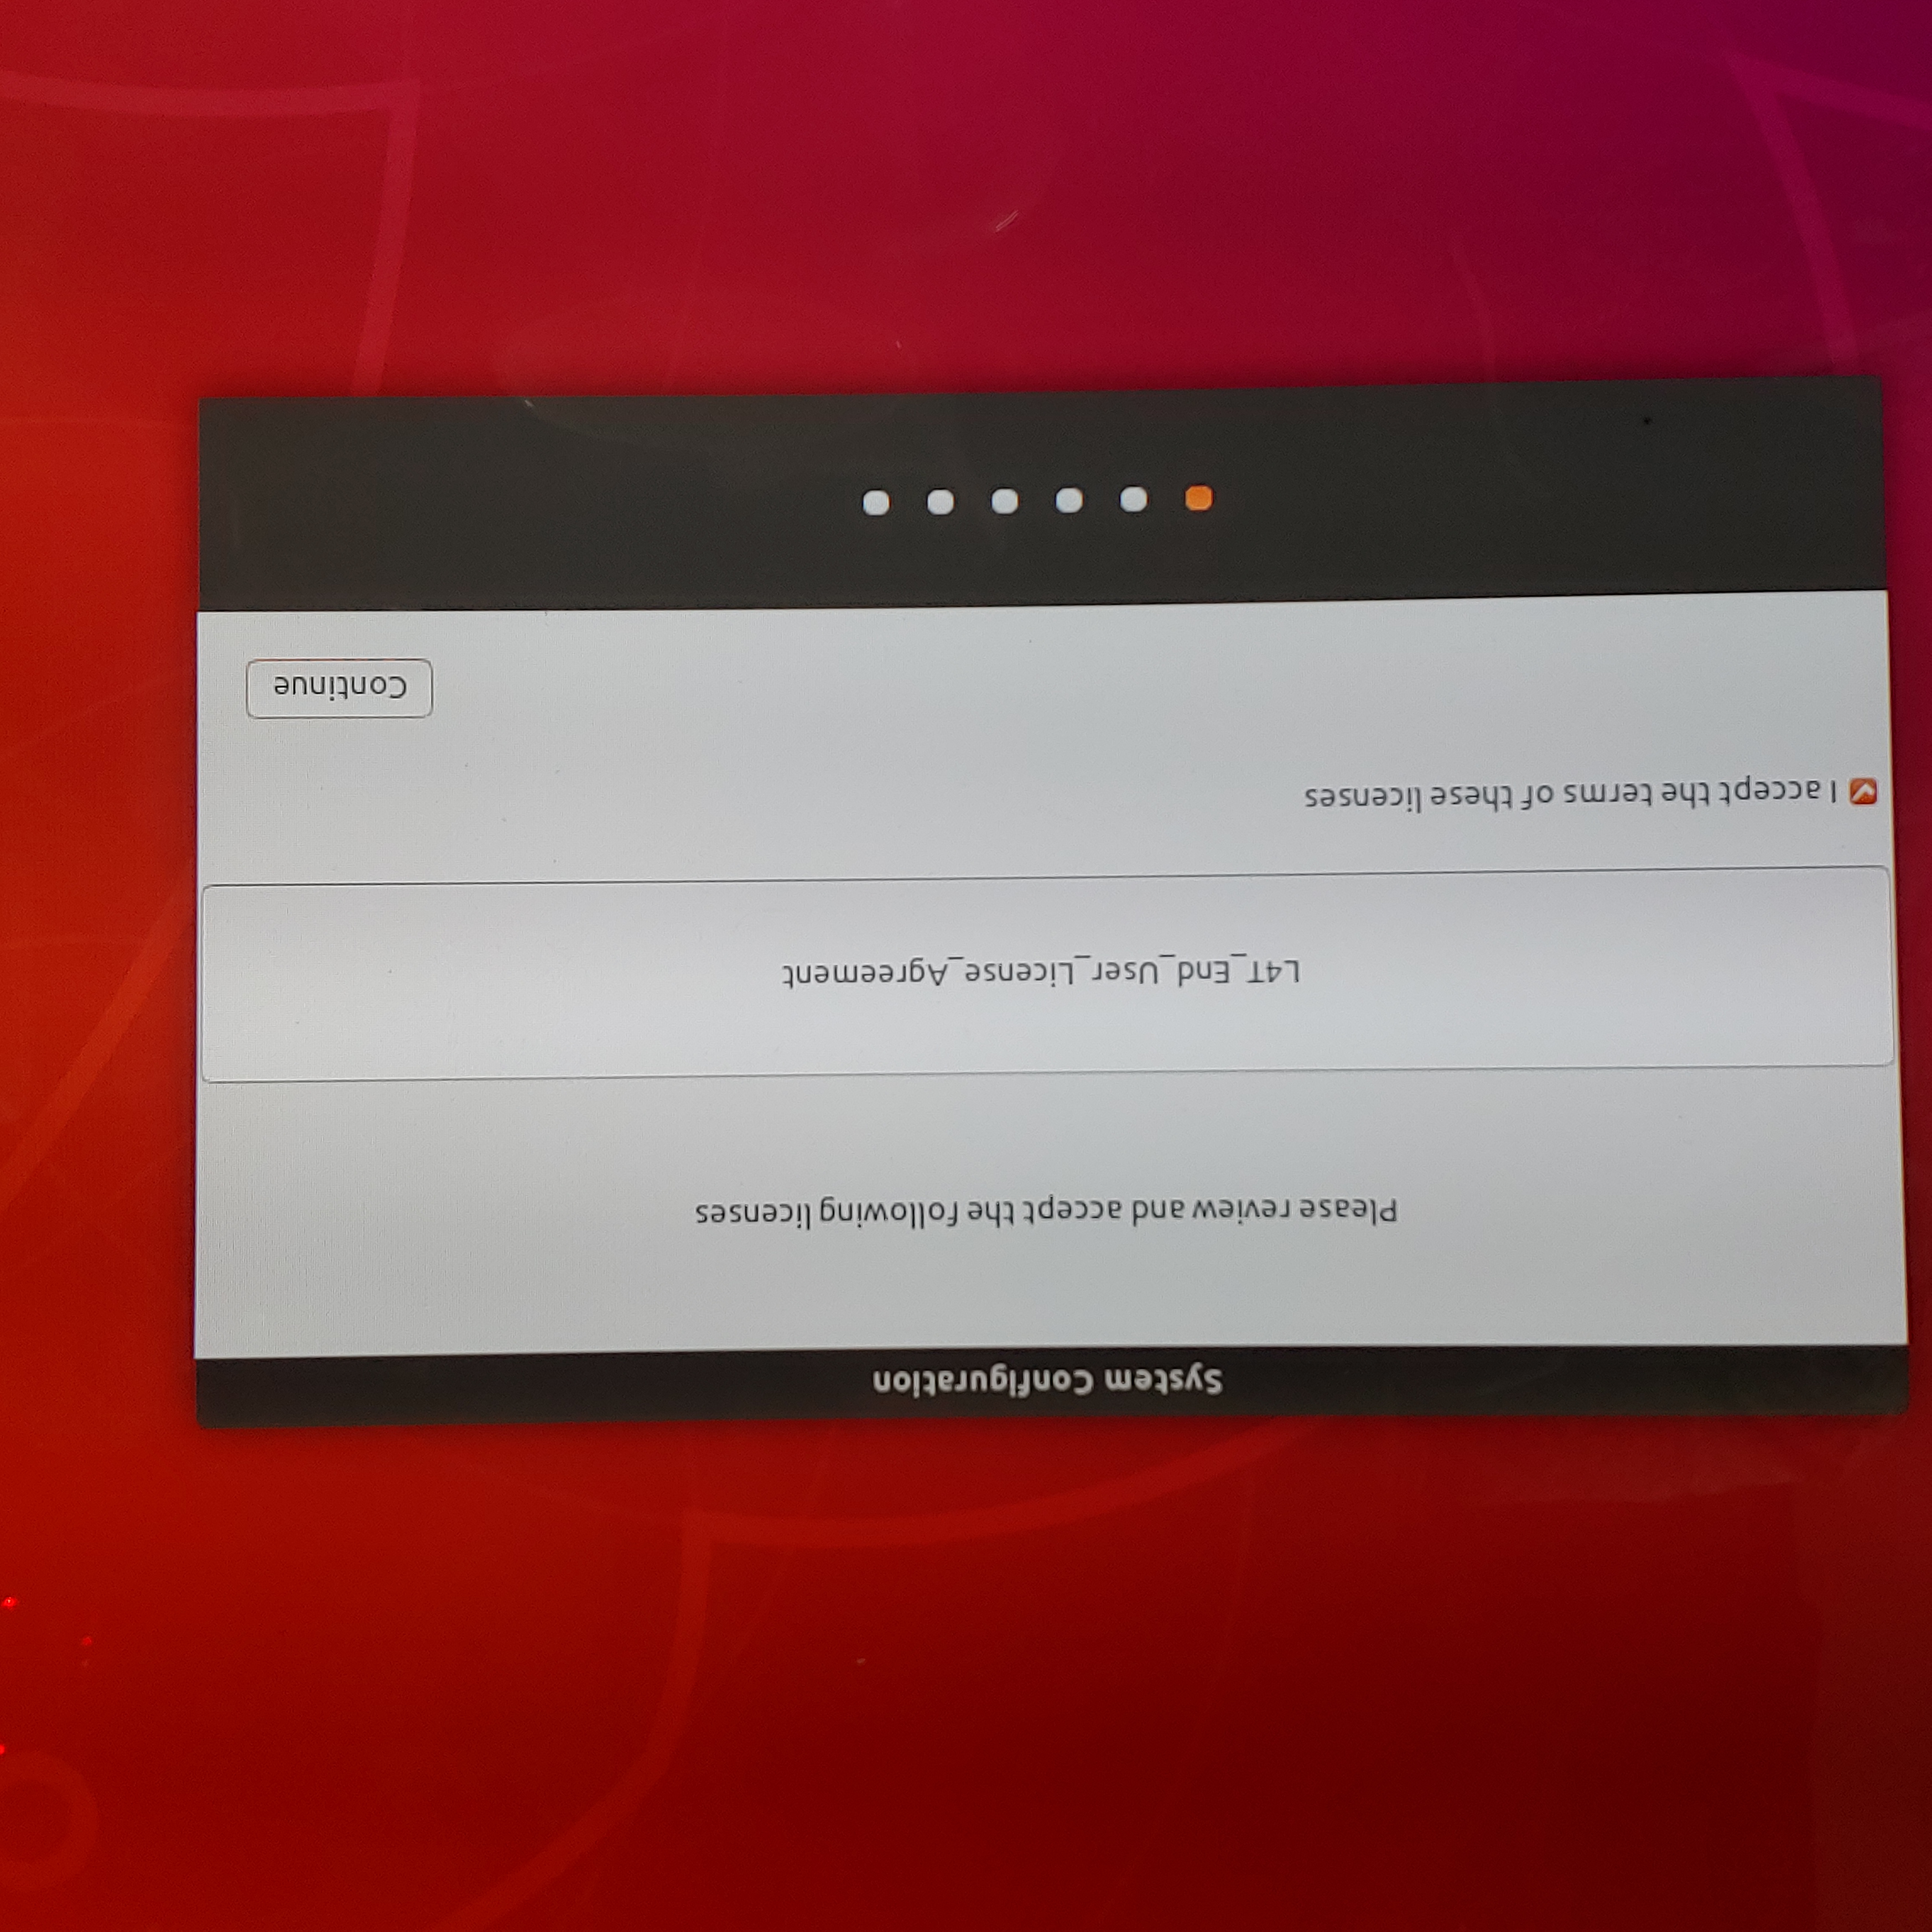 System Configuration
Please review and accept the following licenses
L4T_End_User_License_Agreement
I accept the terms of these licenses
Continue